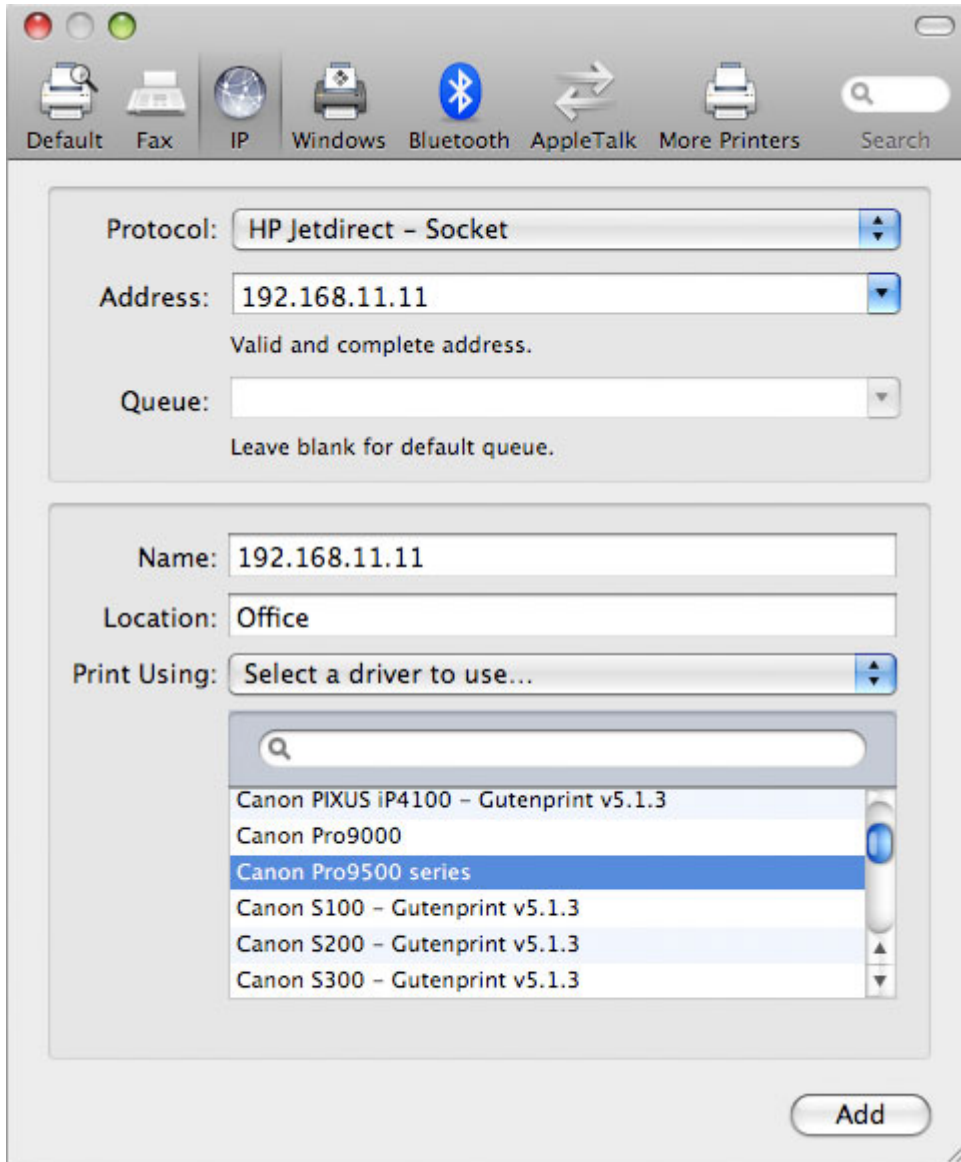 Default Fax IP Windows Bluetooth AppleTalk More Printers Search
Protocol: HP Jetdirect – Socket
Address: 192.168.11.11
Valid and complete address.
Queue:
Leave blank for default queue.
Name: 192.168.11.11
Location: Office
Print Using: Select a driver to use...
Canon PIXUS iP4100 – Gutenprint v5.1.3
Canon Pro9000
Canon Pro9500 series
Canon S100 – Gutenprint v5.1.3
Canon S200 – Gutenprint v5.1.3
Canon S300 – Gutenprint v5.1.3
Add